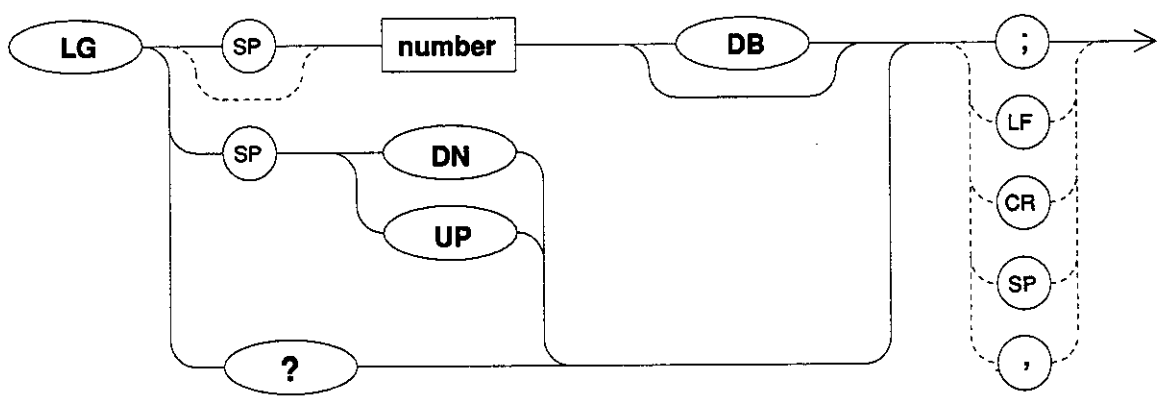 LG SP number DB ;
LF
SP DN
CR
UP
SP
? ,